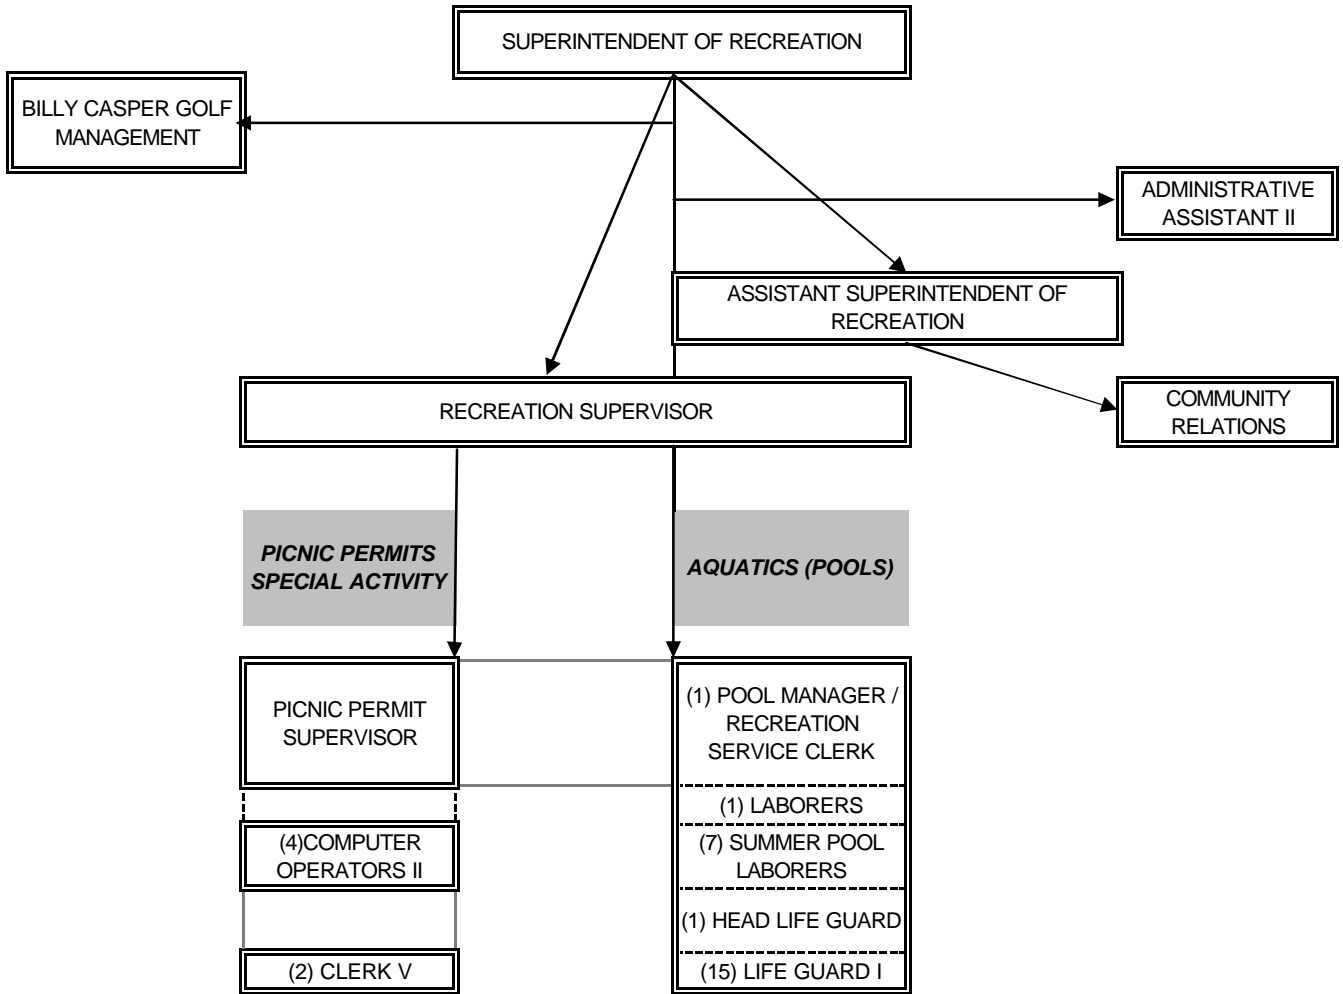 SUPERINTENDENT OF RECREATION
BILLY CASPER GOLF
MANAGEMENT
ADMINISTRATIVE
ASSISTANT II
ASSISTANT SUPERINTENDENT OF
RECREATION
RECREATION SUPERVISOR
COMMUNITY
RELATIONS
PICNIC PERMITS
SPECIAL ACTIVITY
AQUATICS (POOLS)
PICNIC PERMIT
SUPERVISOR
(1) POOL MANAGER /
RECREATION
SERVICE CLERK
(1) LABORERS
(4)COMPUTER
OPERATORS II
(7) SUMMER POOL
LABORERS
(1) HEAD LIFE GUARD
(2) CLERK V
(15) LIFE GUARD I